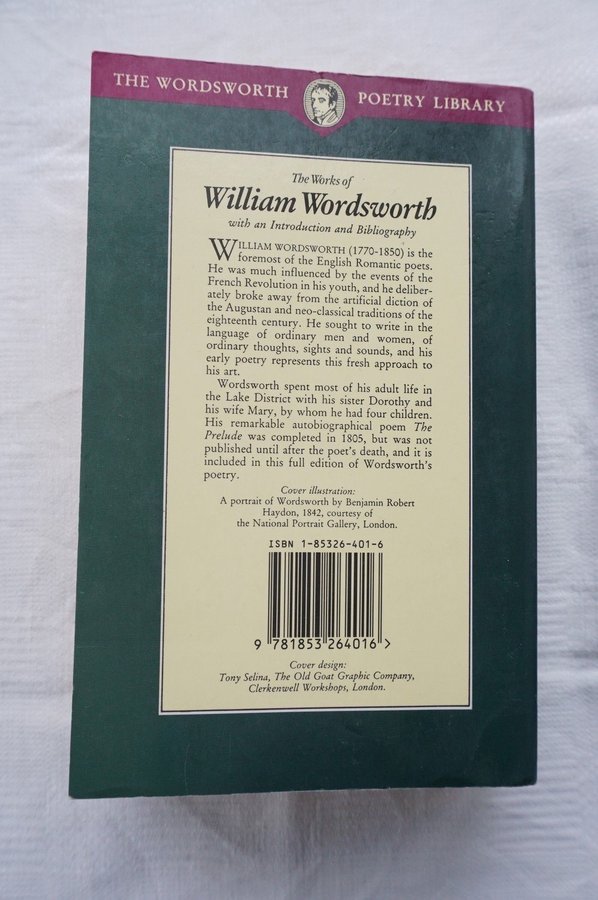 THE WORDSWORTH POETRY LIBRARY
The Works of
William Wordsworth
with an Introduction and Bibliography
WILLIAM WORDSWORTH (1770-1850) is the
foremost of the English Romantic poets.
He was much influenced by the events of the
French Revolution in his youth, and he deliber-
ately broke away from the artificial diction of
the Augustan and neo-classical traditions of the
eighteenth century. He sought to write in the
language of ordinary men and women, of
ordinary thoughts, sights and sounds, and his
early poetry represents this fresh approach to
his art.
Wordsworth spent most of his adult life in
the Lake District with his sister Dorothy and
his wife Mary, by whom he had four children.
His remarkable autobiographical poem The
Prelude was completed in 1805, but was not
published until after the poet's death, and it is
included in this full edition of Wordsworth's
poetry.
Cover illustration:
A portrait of Wordsworth by Benjamin Robert
Haydon, 1842, courtesy of
the National Portrait Gallery, London.
ISBN 1-85326-401-6
9 781853 264016 >
Cover design:
Tony Selina, The Old Goat Graphic Company,
Clerkenwell Workshops, London.